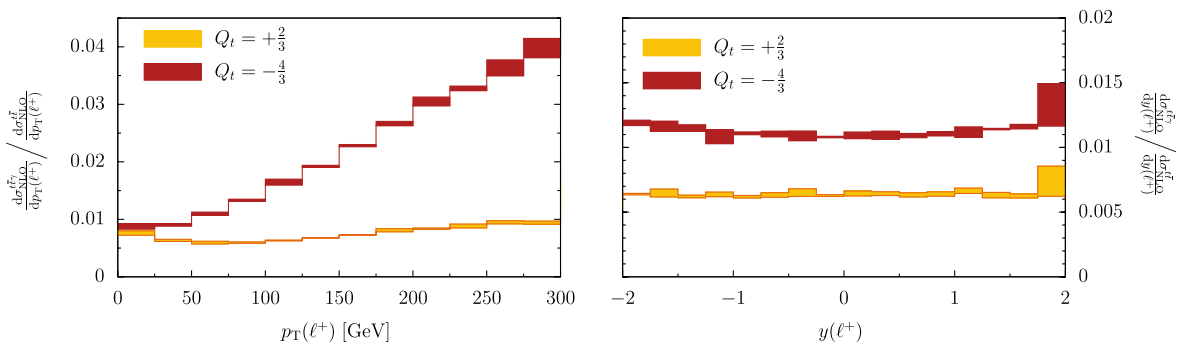 dσ^{tt̄γ}_{NLO}/dp_T(ℓ⁺) / dσ^{tt̄}_{NLO}/dp_T(ℓ⁺)
0.04
0.03
0.02
0.01
0
Q_t = +2/3
Q_t = −4/3
0 50 100 150 200 250 300
p_T(ℓ⁺) [GeV]
Q_t = +2/3
Q_t = −4/3
−2 −1 0 1 2
y(ℓ⁺)
0.02
0.015
0.01
0.005
0
dσ^{tt̄γ}_{NLO}/dy(ℓ⁺) / dσ^{tt̄}_{NLO}/dy(ℓ⁺)